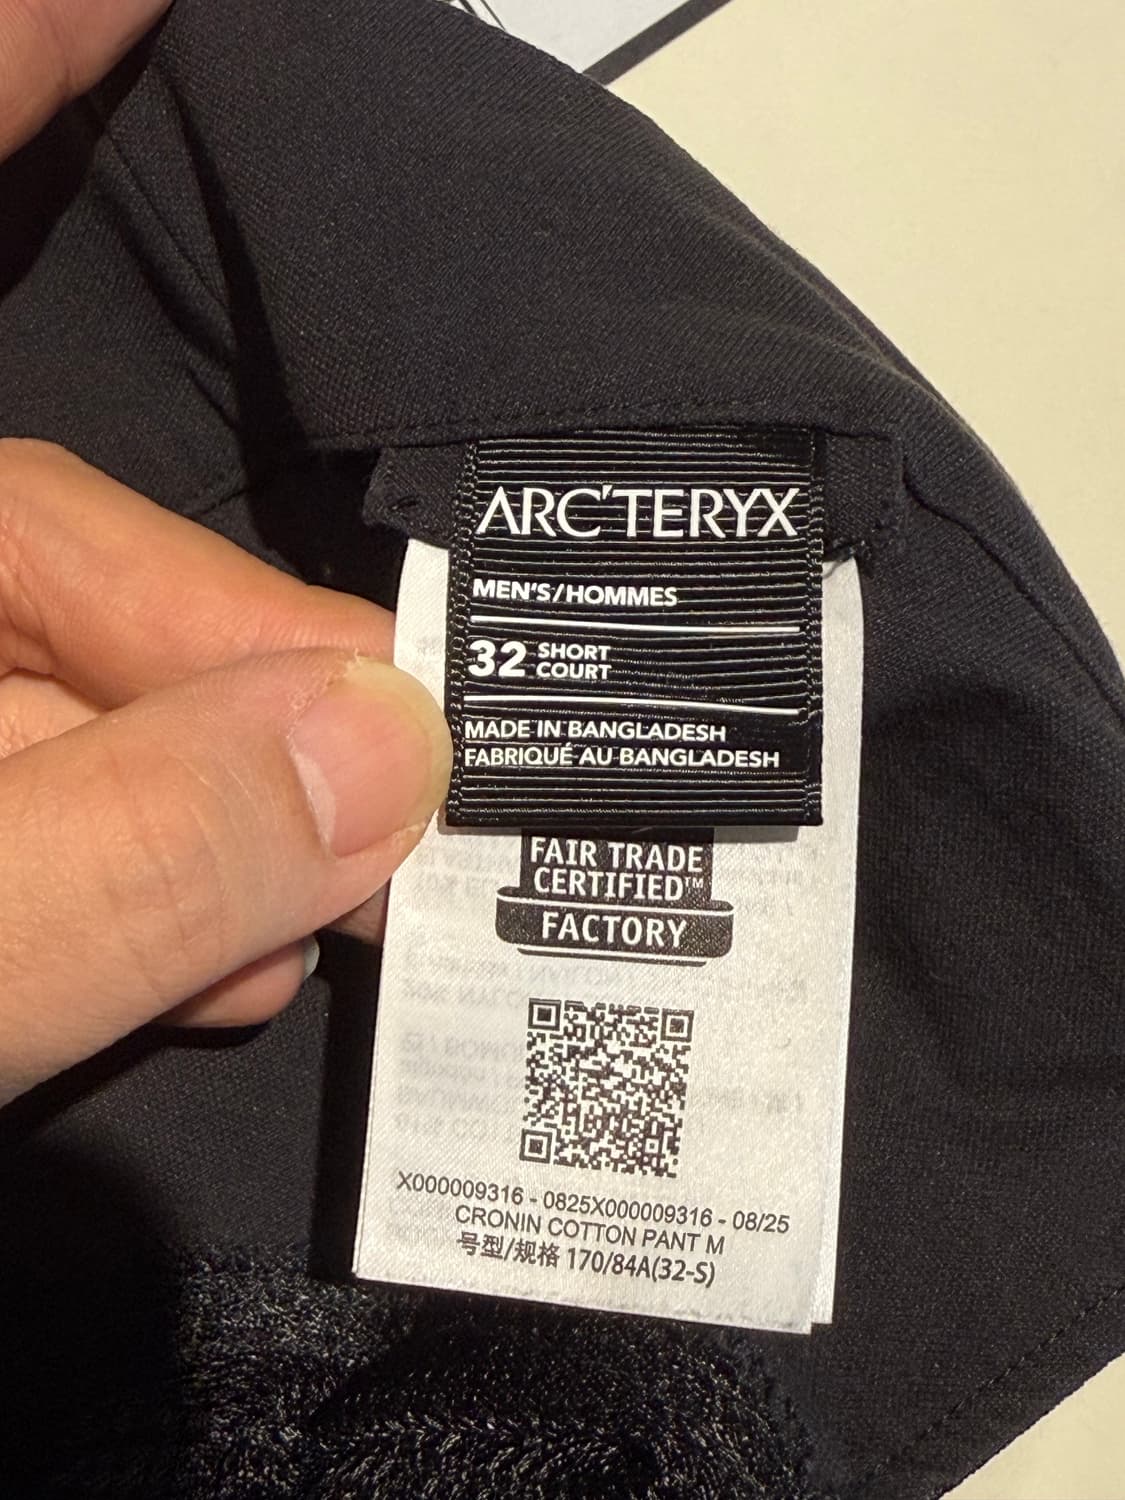 ARC'TERYX
MEN'S/HOMMES
32 SHORT
COURT
MADE IN BANGLADESH
FABRIQUÉ AU BANGLADESH
FAIR TRADE
CERTIFIED™
FACTORY
X000009316 - 0825X000009316 - 08/25
CRONIN COTTON PANT M
号型/规格 170/84A(32-S)